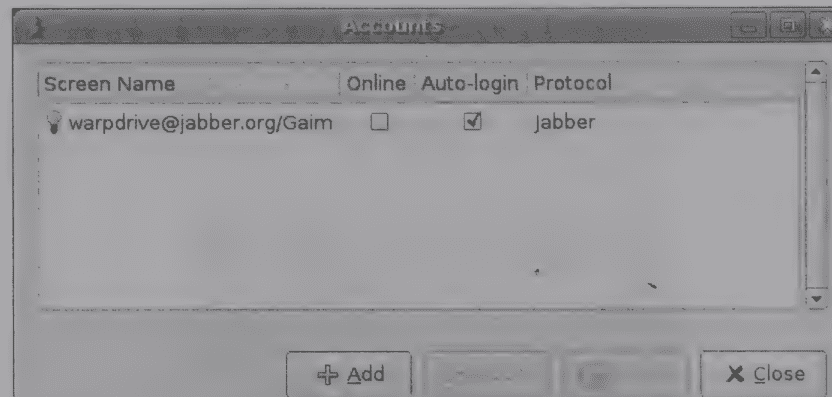 Accounts
Screen Name Online Auto-login Protocol
warpdrive@jabber.org/Gaim Jabber
Add Close